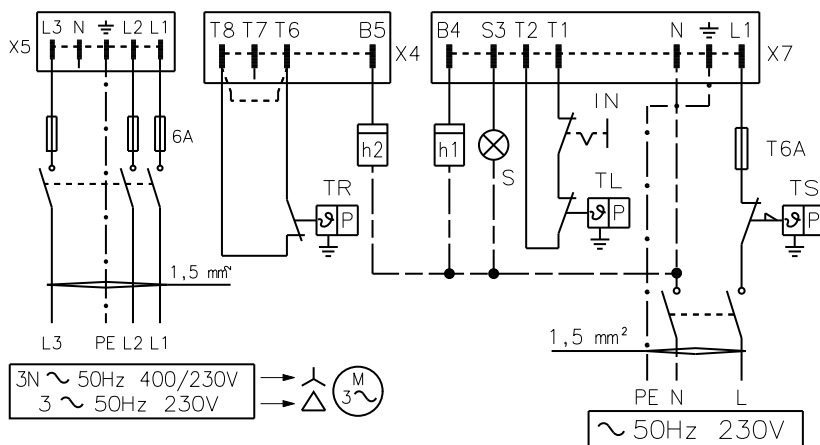 L3 N L2 L1
X5
6A
1,5 mm²
L3 PE L2 L1
T8 T7 T6 B5
X4
h2
TR
ϑ P
B4 S3 T2 T1 N L1
X7
h1
S
IN
TL
ϑ P
T6A
TS
ϑ P
1,5 mm²
PE N L
~ 50Hz 230V
3N ~ 50Hz 400/230V
3 ~ 50Hz 230V
M
3~